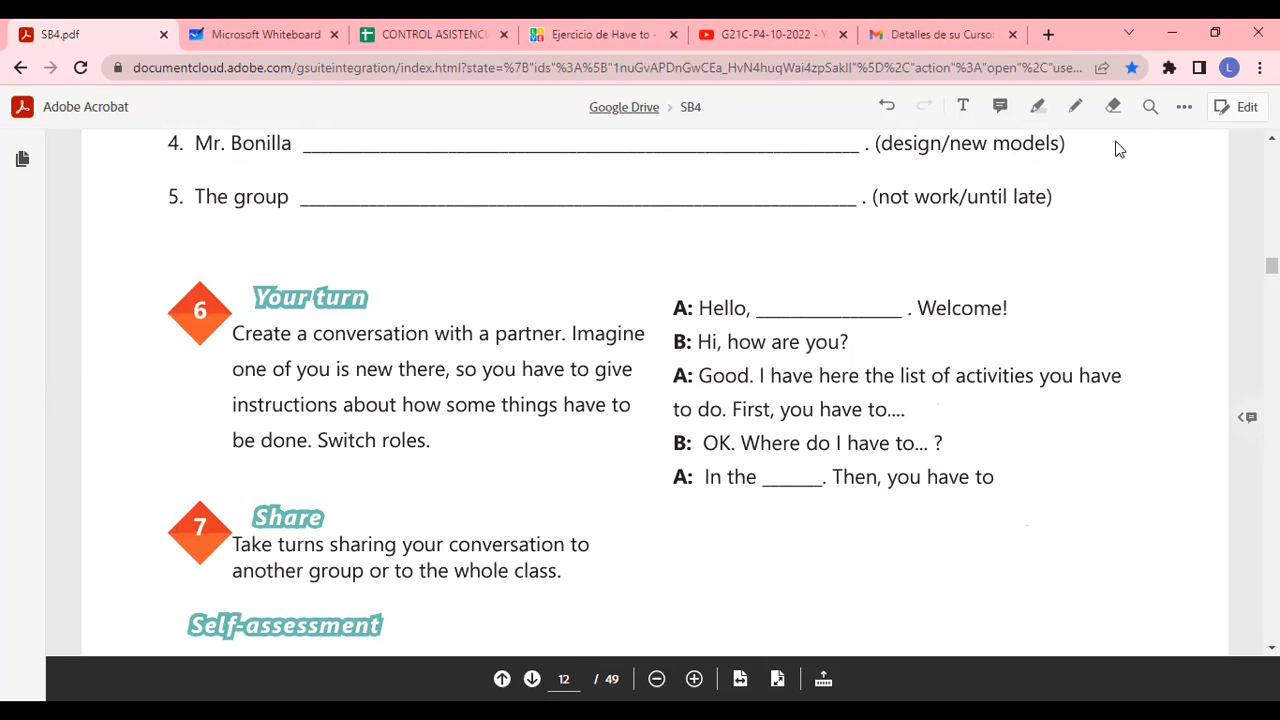 SB4.pdf
Microsoft Whiteboard
CONTROL ASISTENCI
Ejercicio de Have to -
G21C-P4-10-2022 - Y
Detalles de su Curso:
documentcloud.adobe.com/gsuiteintegration/index.html?state=%7B"ids"%3A%5B"1nuGvAPDnGwCEa_HvN4huqWai4zpSakIl"%5D%2C"action"%3A"open"%2C"use...
L
Adobe Acrobat
Google Drive > SB4
Edit
4. Mr. Bonilla ______________________________________________________ . (design/new models)
5. The group ______________________________________________________ . (not work/until late)
6
Your turn
Create a conversation with a partner. Imagine
one of you is new there, so you have to give
instructions about how some things have to
be done. Switch roles.
A: Hello, ______________ . Welcome!
B: Hi, how are you?
A: Good. I have here the list of activities you have
to do. First, you have to....
B: OK. Where do I have to... ?
A: In the ______. Then, you have to
7
Share
Take turns sharing your conversation to
another group or to the whole class.
Self-assessment
12 / 49